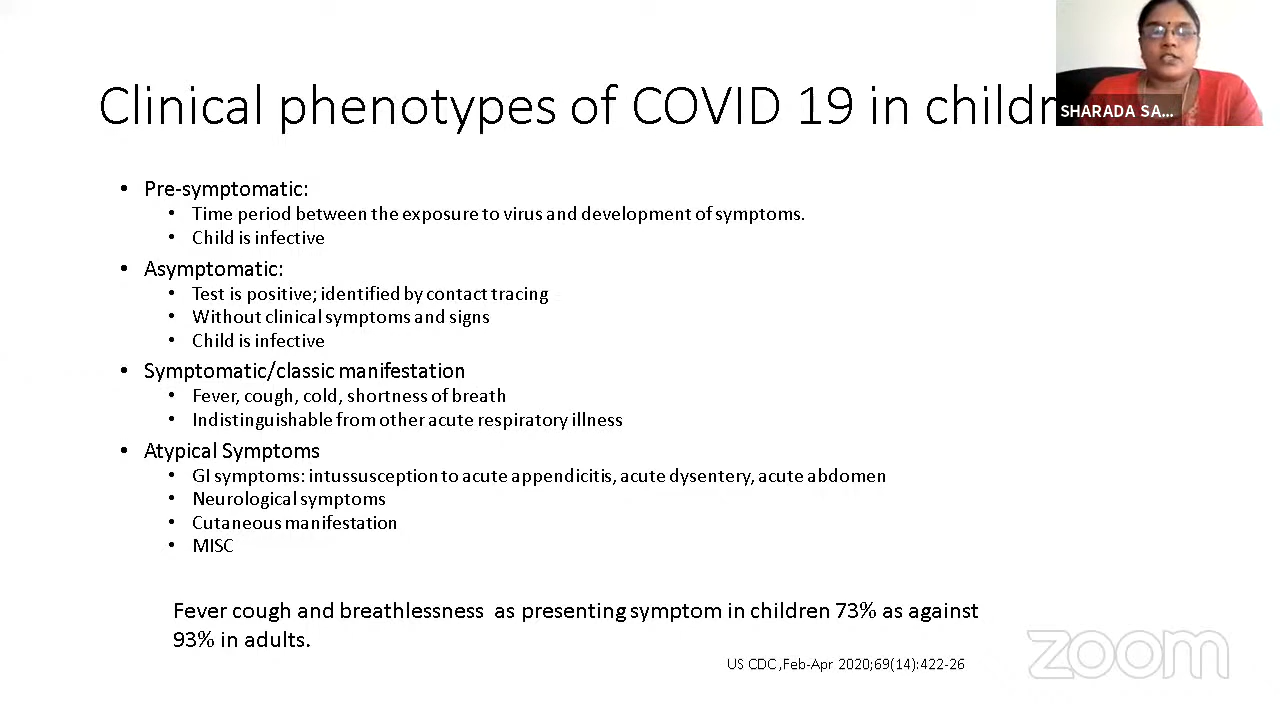 Clinical phenotypes of COVID 19 in childr
SHARADA SA...
• Pre-symptomatic:
• Time period between the exposure to virus and development of symptoms.
• Child is infective
• Asymptomatic:
• Test is positive; identified by contact tracing
• Without clinical symptoms and signs
• Child is infective
• Symptomatic/classic manifestation
• Fever, cough, cold, shortness of breath
• Indistinguishable from other acute respiratory illness
• Atypical Symptoms
• GI symptoms: intussusception to acute appendicitis, acute dysentery, acute abdomen
• Neurological symptoms
• Cutaneous manifestation
• MISC
Fever cough and breathlessness as presenting symptom in children 73% as against
93% in adults.
US CDC ,Feb-Apr 2020;69(14):422-26
zoom